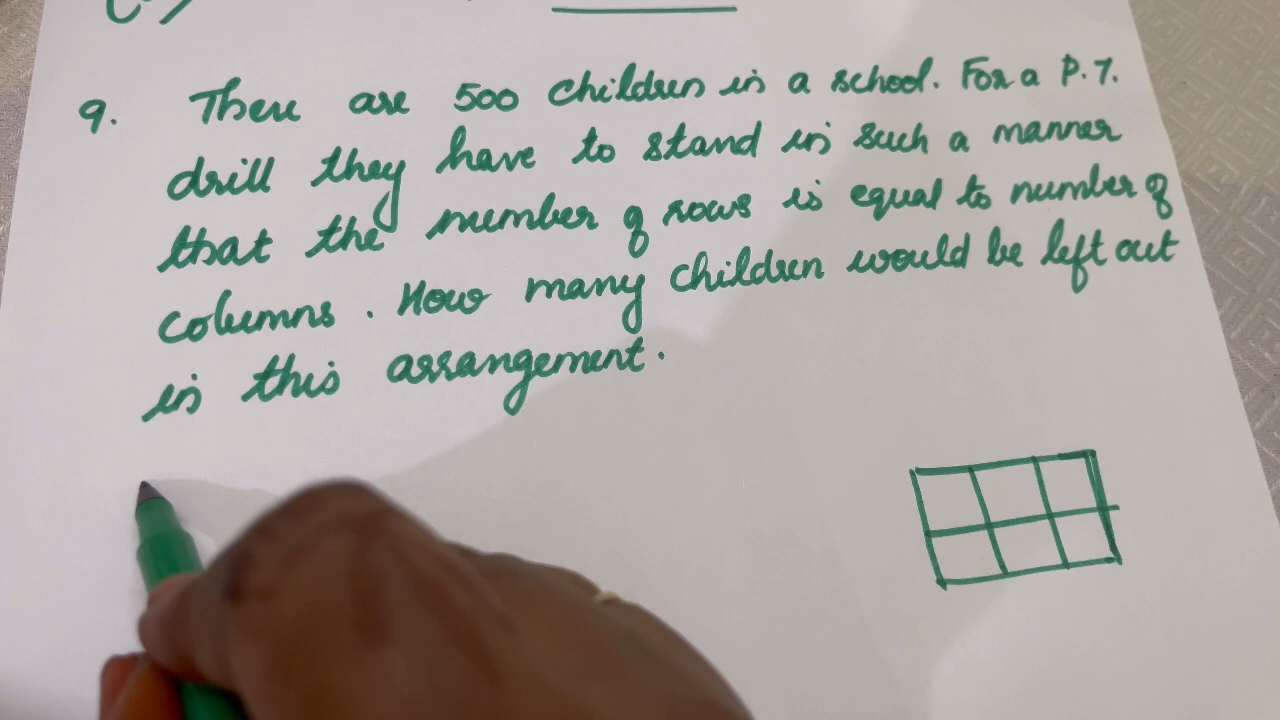 9. There are 500 children in a school. For a P.T.
drill they have to stand in such a manner
that the number of rows is equal to number of
columns. How many children would be left out
in this arrangement.